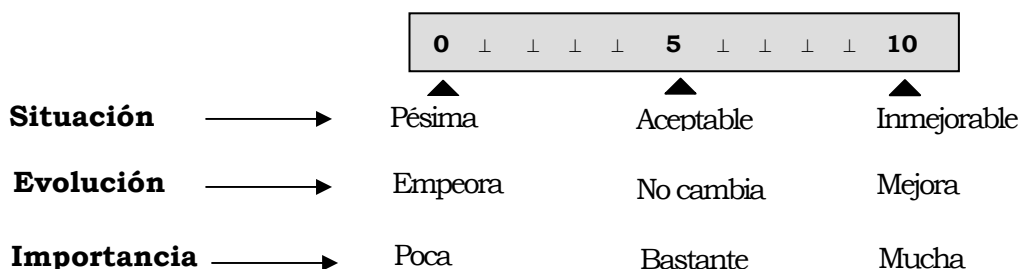 0 ⊥ ⊥ ⊥ ⊥ 5 ⊥ ⊥ ⊥ ⊥ 10
Situación Pésima Aceptable Inmejorable
Evolución Empeora No cambia Mejora
Importancia Poca Bastante Mucha